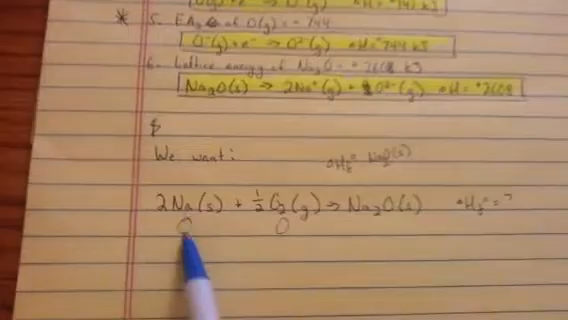 * 5. EA₂ of O(g) = + 744
O⁻(g) + e⁻ → O²⁻(g) ΔH = +744 kJ
6. Lattice energy of Na₂O = + 2608 kJ
Na₂O(s) → 2Na⁺(g) + O²⁻(g) ΔH = +2608
We want:
ΔHf° Na₂O(s)
2Na(s) + ½O₂(g) → Na₂O(s) ΔHf° = ?
0 0